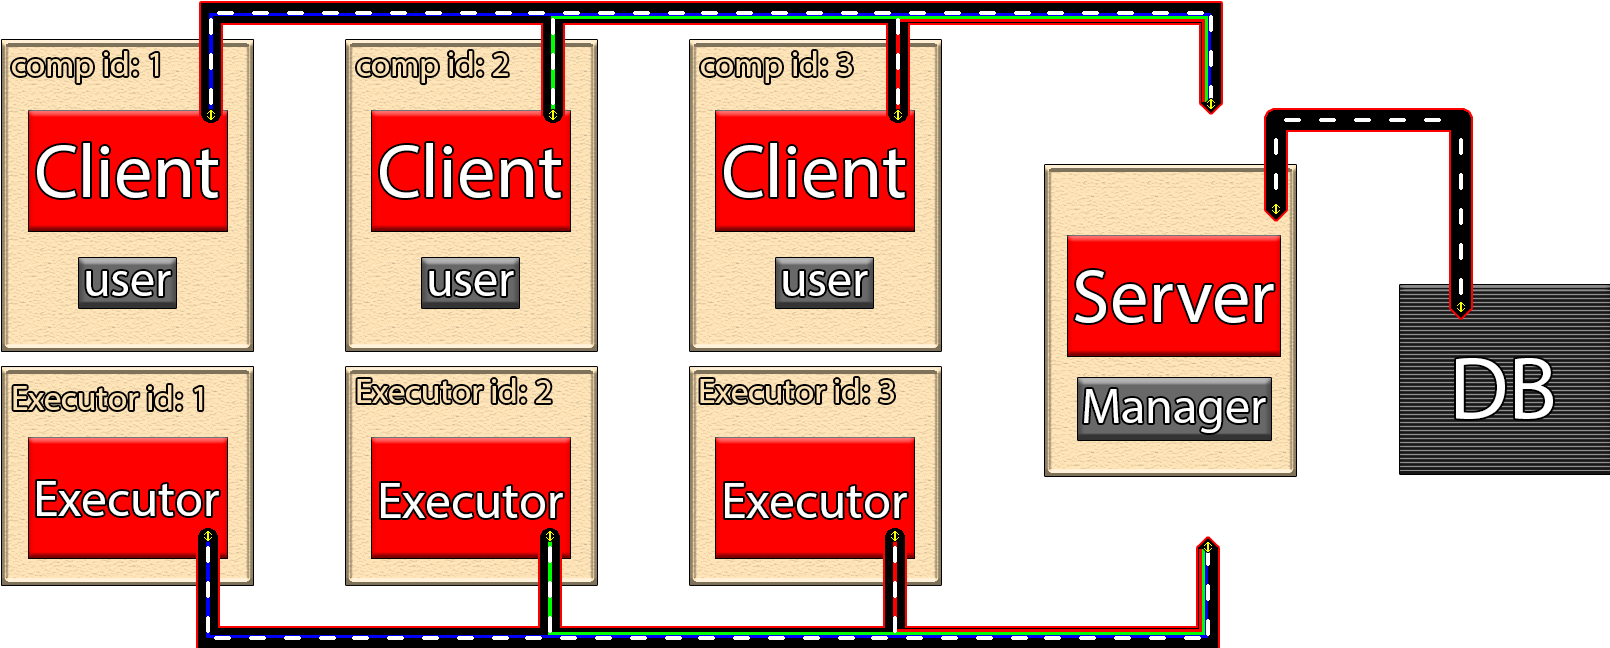 comp id: 1
comp id: 2
comp id: 3
Client
Client
Client
user
user
user
Server
Manager
DB
Executor id: 1
Executor id: 2
Executor id: 3
Executor
Executor
Executor